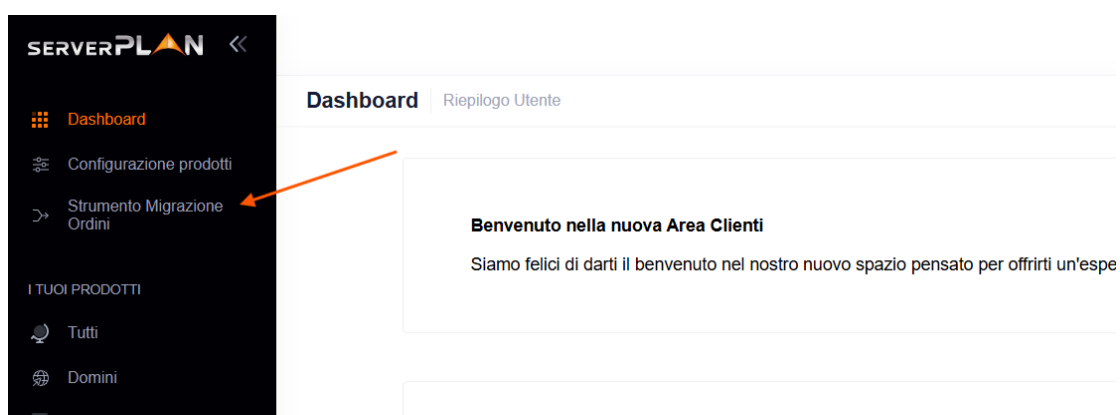 SERVERPLAN
Dashboard
Configurazione prodotti
Strumento Migrazione
Ordini
I TUOI PRODOTTI
Tutti
Domini
Dashboard Riepilogo Utente
Benvenuto nella nuova Area Clienti
Siamo felici di darti il benvenuto nel nostro nuovo spazio pensato per offrirti un'espe